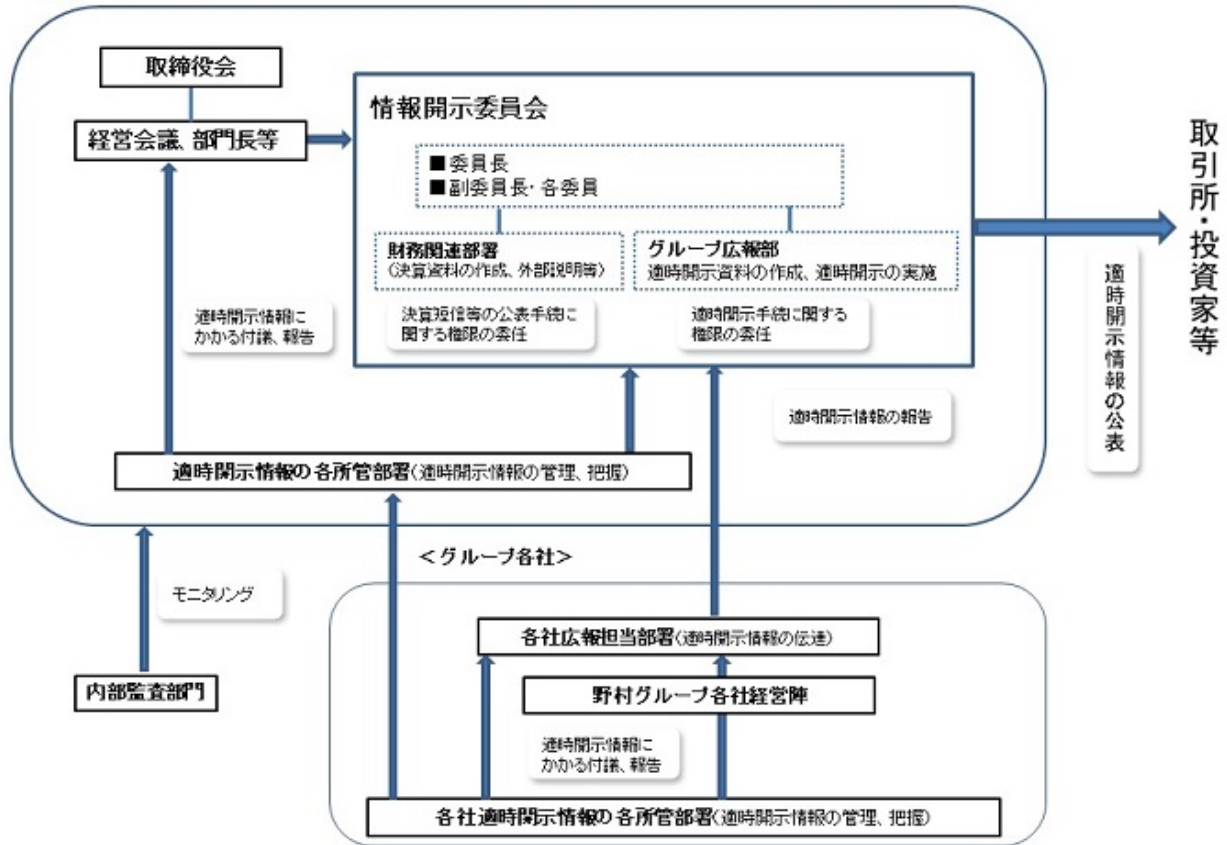 取締役会
経営会議、部門長等
情報開示委員会
■委員長
■副委員長・各委員
財務関連部署
(決算資料の作成、外部説明等)
グループ広報部
適時開示資料の作成、適時開示の実施
決算短信等の公表手続に
関する権限の委任
適時開示手続に関する
権限の委任
適時開示情報に
かかる付議、報告
取引所・投資家等
適時開示情報の公表
適時開示情報の報告
適時開示情報の各所管部署(適時開示情報の管理、把握)
モニタリング
内部監査部門
<グループ各社>
各社広報担当部署(適時開示情報の伝達)
野村グループ各社経営陣
適時開示情報に
かかる付議、報告
各社適時開示情報の各所管部署(適時開示情報の管理、把握)